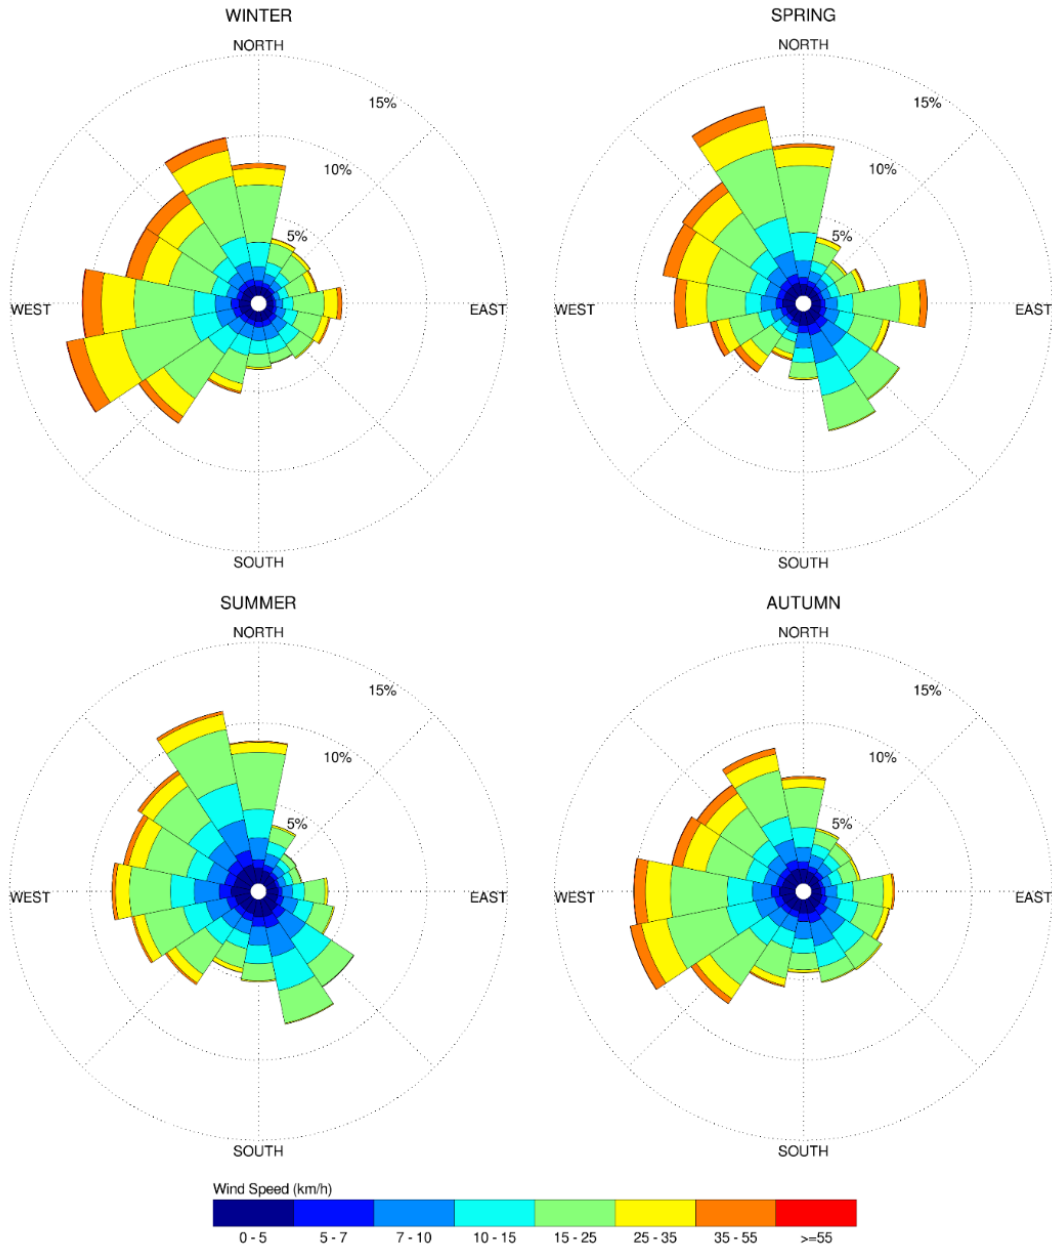 WINTER
SPRING
NORTH
NORTH
15%
15%
10%
10%
5%
5%
WEST
EAST
WEST
EAST
SOUTH
SOUTH
SUMMER
AUTUMN
NORTH
NORTH
15%
15%
10%
10%
5%
5%
WEST
EAST
WEST
EAST
SOUTH
SOUTH
Wind Speed (km/h)
0 - 5
5 - 7
7 - 10
10 - 15
15 - 25
25 - 35
35 - 55
>=55